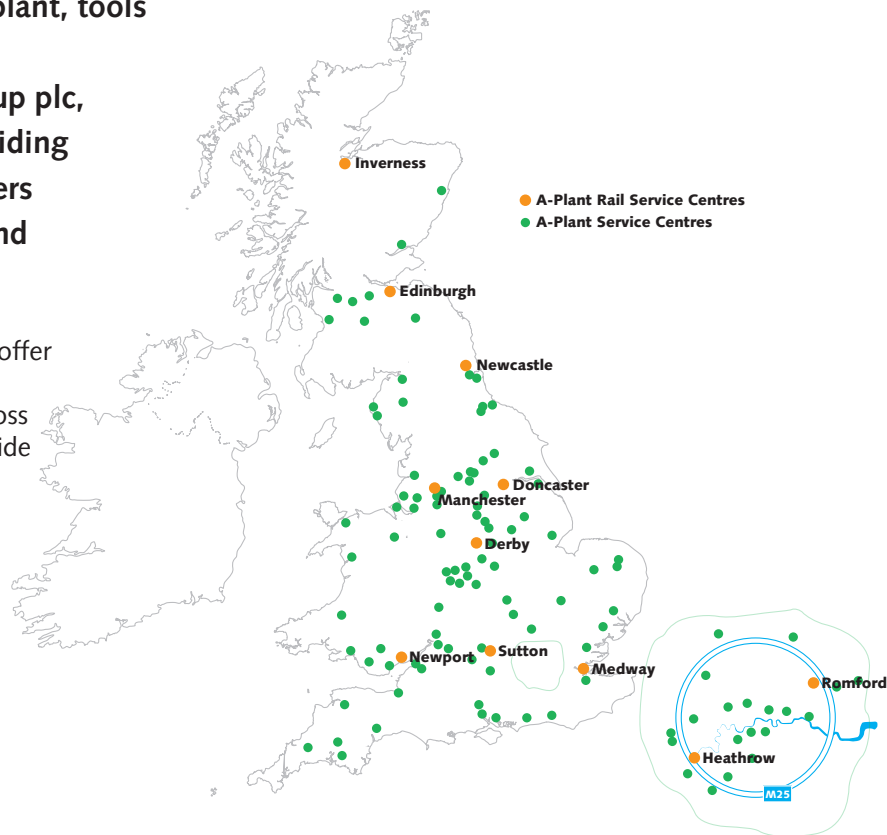 plant, tools
up plc,
iding
ers
nd
offer
oss
ide
A-Plant Rail Service Centres
A-Plant Service Centres
Inverness
Edinburgh
Newcastle
Doncaster
Manchester
Derby
Newport
Sutton
Medway
Romford
Heathrow
M25